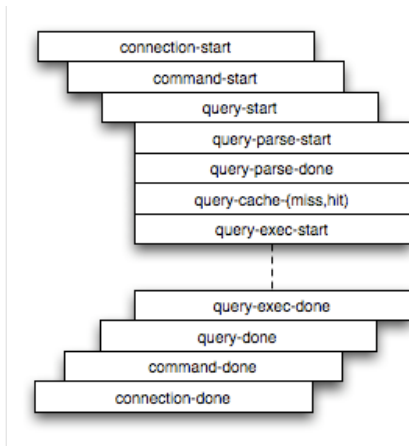 connection-start
command-start
query-start
query-parse-start
query-parse-done
query-cache-(miss,hit)
query-exec-start
query-exec-done
query-done
command-done
connection-done